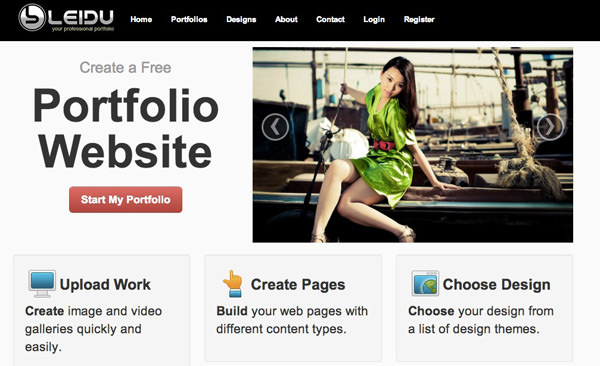 bLEIDU
your professional portfolio
Home Portfolios Designs About Contact Login Register
Create a Free
Portfolio
Website
Start My Portfolio
Upload Work
Create image and video
galleries quickly and
easily.
Create Pages
Build your web pages with
different content types.
Choose Design
Choose your design from
a list of design themes.